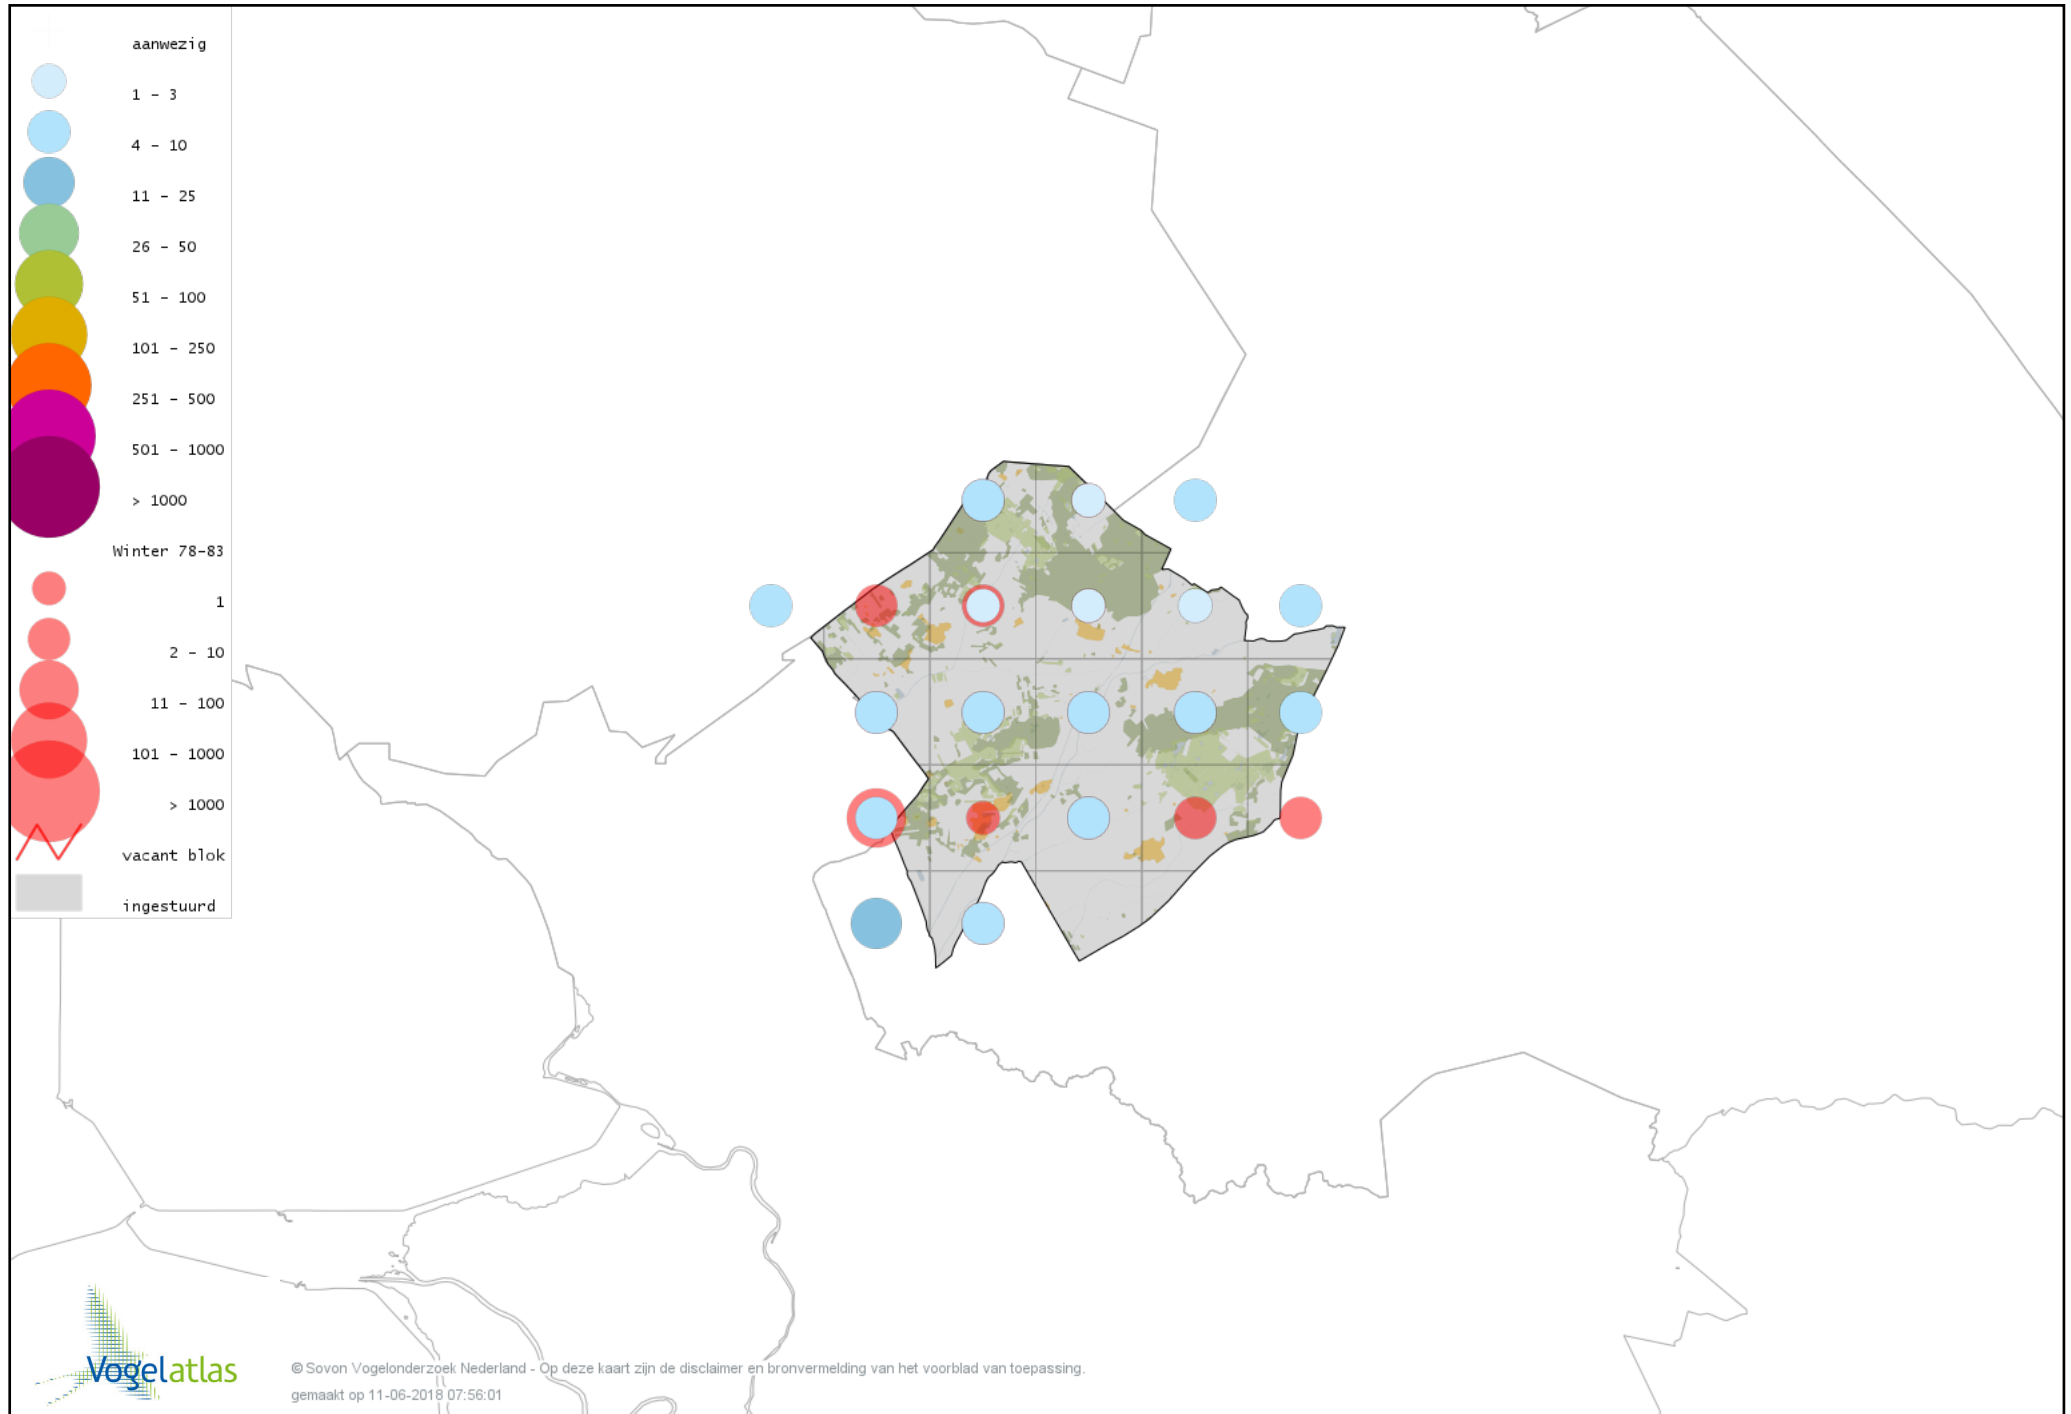 aanwezig
1 - 3
4 - 10
11 - 25
26 - 50
51 - 100
101 - 250
251 - 500
501 - 1000
> 1000
Winter 78-83
1
2 - 10
11 - 100
101 - 1000
> 1000
vacant blok
ingestuurd
Vogelatlas
© Sovon Vogelonderzoek Nederland - Op deze kaart zijn de disclaimer en bronvermelding van het voorblad van toepassing.
gemaakt op 11-06-2018 07:56:01